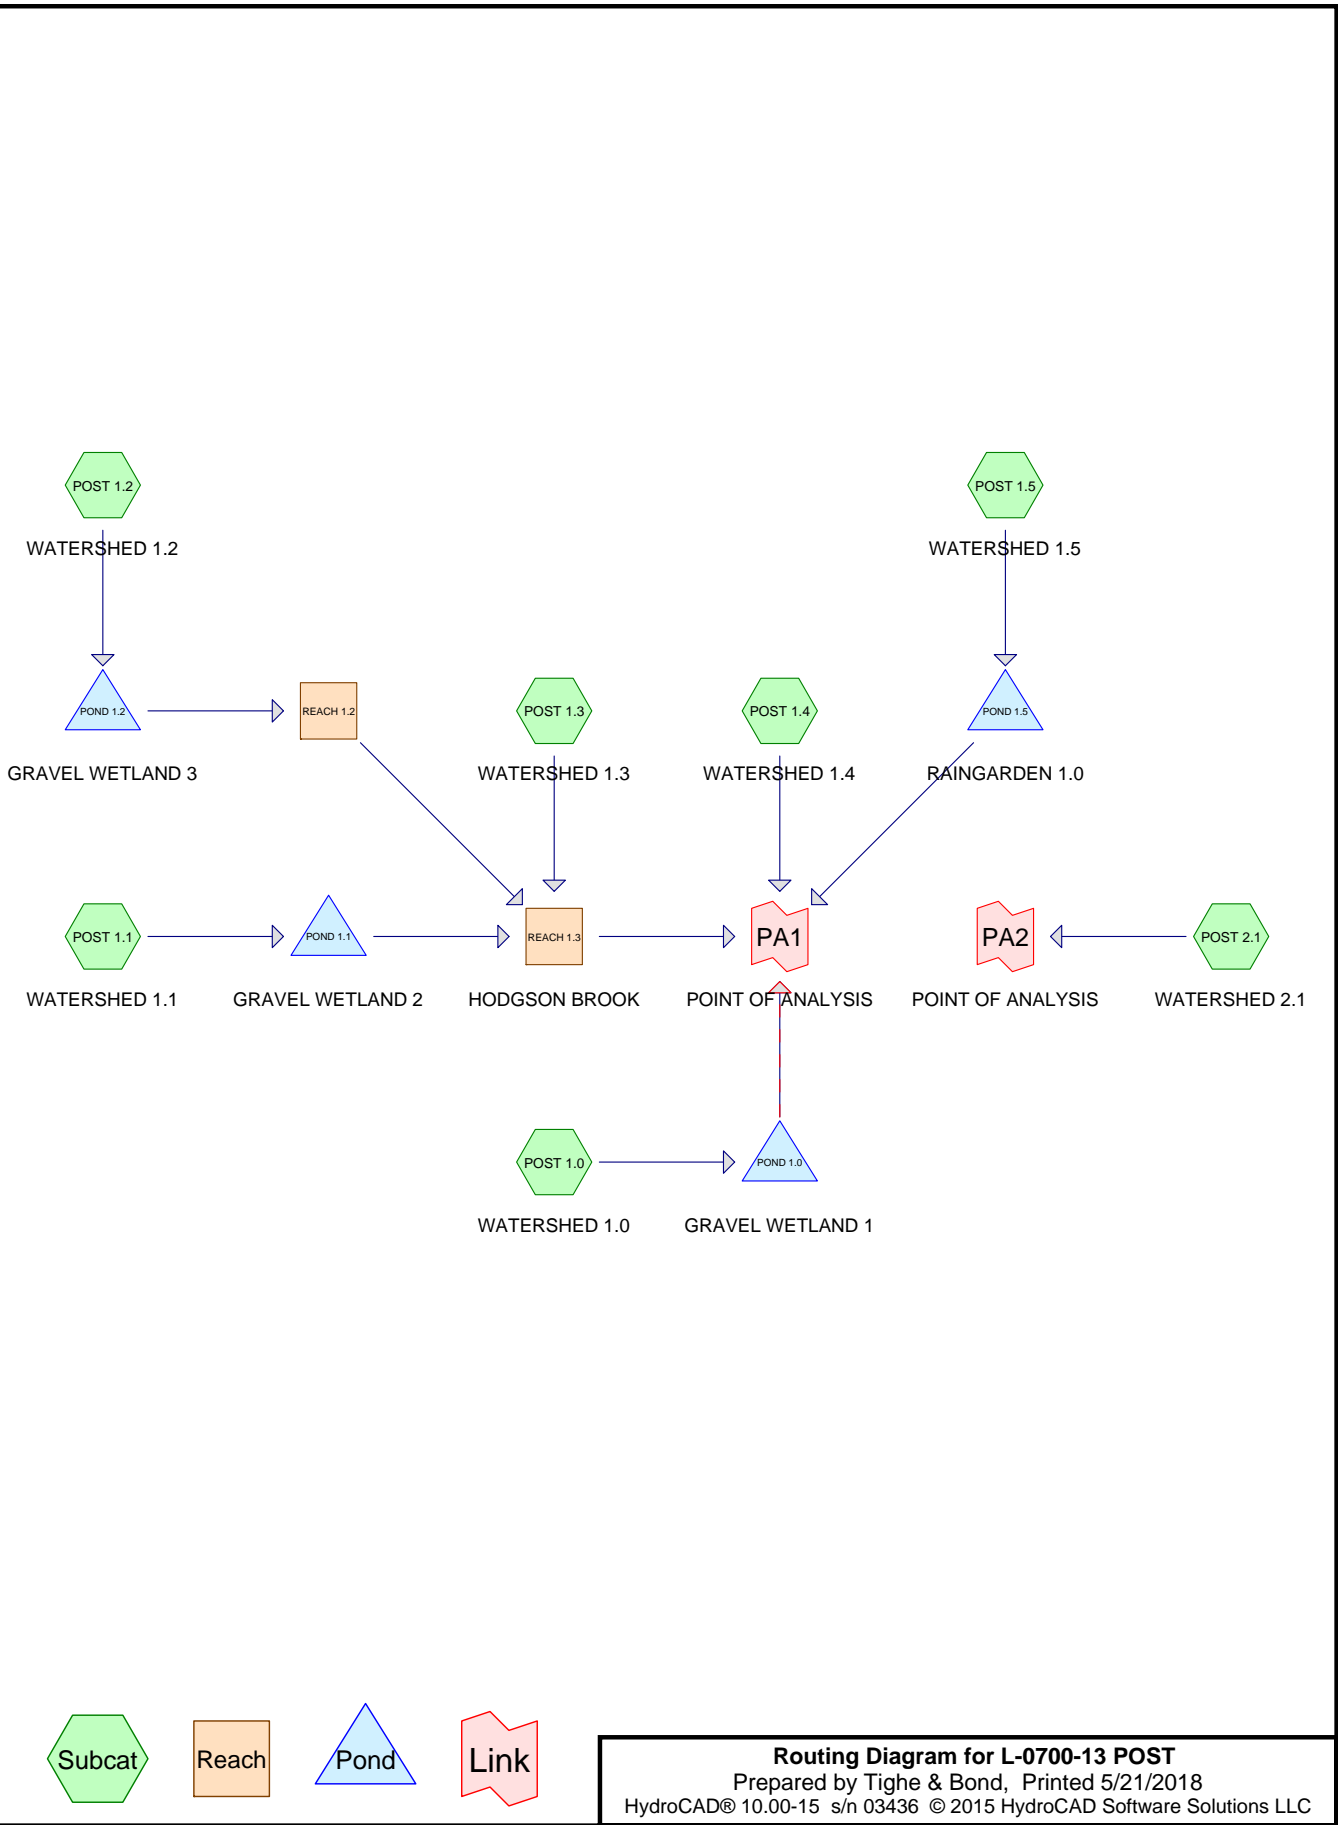 POST 1.2
POST 1.5
WATERSHED 1.2
WATERSHED 1.5
POND 1.2
REACH 1.2
POST 1.3
POST 1.4
POND 1.5
GRAVEL WETLAND 3
WATERSHED 1.3
WATERSHED 1.4
RAINGARDEN 1.0
POST 1.1
POND 1.1
REACH 1.3
PA1
PA2
POST 2.1
WATERSHED 1.1
GRAVEL WETLAND 2
HODGSON BROOK
POINT OF ANALYSIS
POINT OF ANALYSIS
WATERSHED 2.1
POST 1.0
POND 1.0
WATERSHED 1.0
GRAVEL WETLAND 1
Subcat
Reach
Pond
Link
Routing Diagram for L-0700-13 POST
Prepared by Tighe & Bond, Printed 5/21/2018
HydroCAD® 10.00-15 s/n 03436 © 2015 HydroCAD Software Solutions LLC